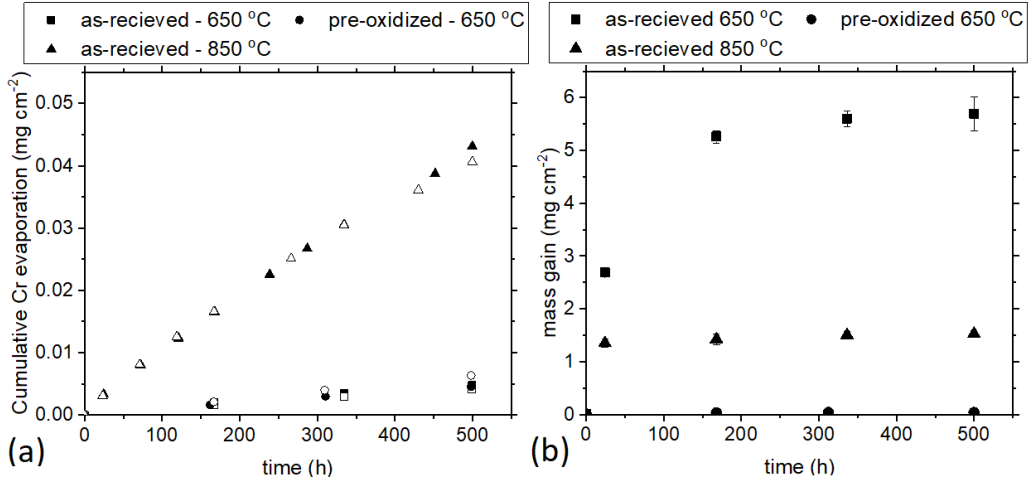 as-recieved - 650 °C pre-oxidized - 650 °C
as-recieved - 850 °C
Cumulative Cr evaporation (mg cm-2)
0.05
0.04
0.03
0.02
0.01
0.00
0 100 200 300 400 500
time (h)
(a)
as-recieved 650 °C pre-oxidized 650 °C
as-recieved 850 °C
mass gain (mg cm-2)
6
5
4
3
2
1
0
0 100 200 300 400 500
time (h)
(b)